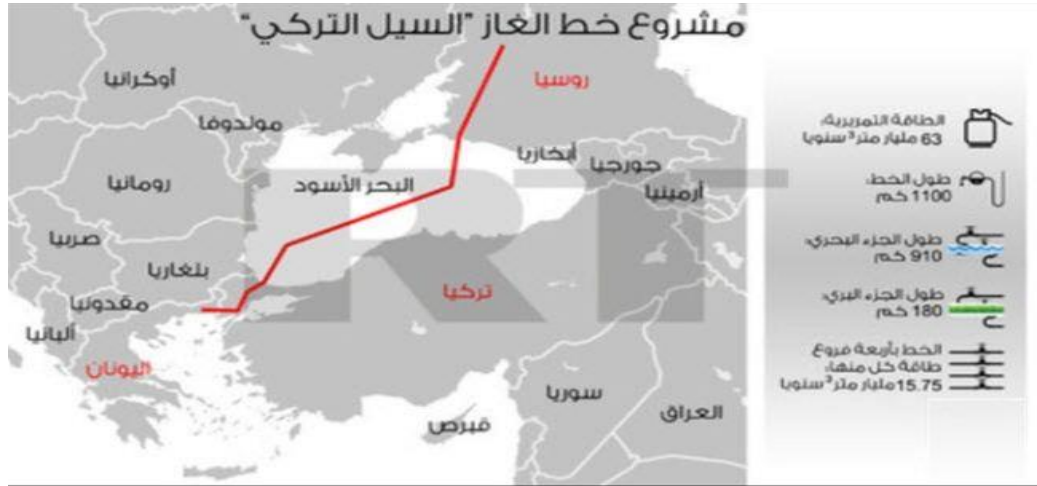 مشروع خط الغاز "السيل التركي"
أوكرانيا
روسيا
مولدوفا
أبخازيا
جورجيا
رومانيا
البحر الأسود
أرمينيا
صربيا
بلغاريا
تركيا
مقدونيا
ألبانيا
اليونان
سوريا
العراق
قبرص
RT
الطاقة التمريرية:
63 مليار متر³ سنويا
طول الخط:
1100 كم
طول الجزء البحري:
910 كم
طول الجزء البري:
180 كم
الخط بأربعة فروع
طاقة كل منها:
15.75 مليار متر³ سنويا